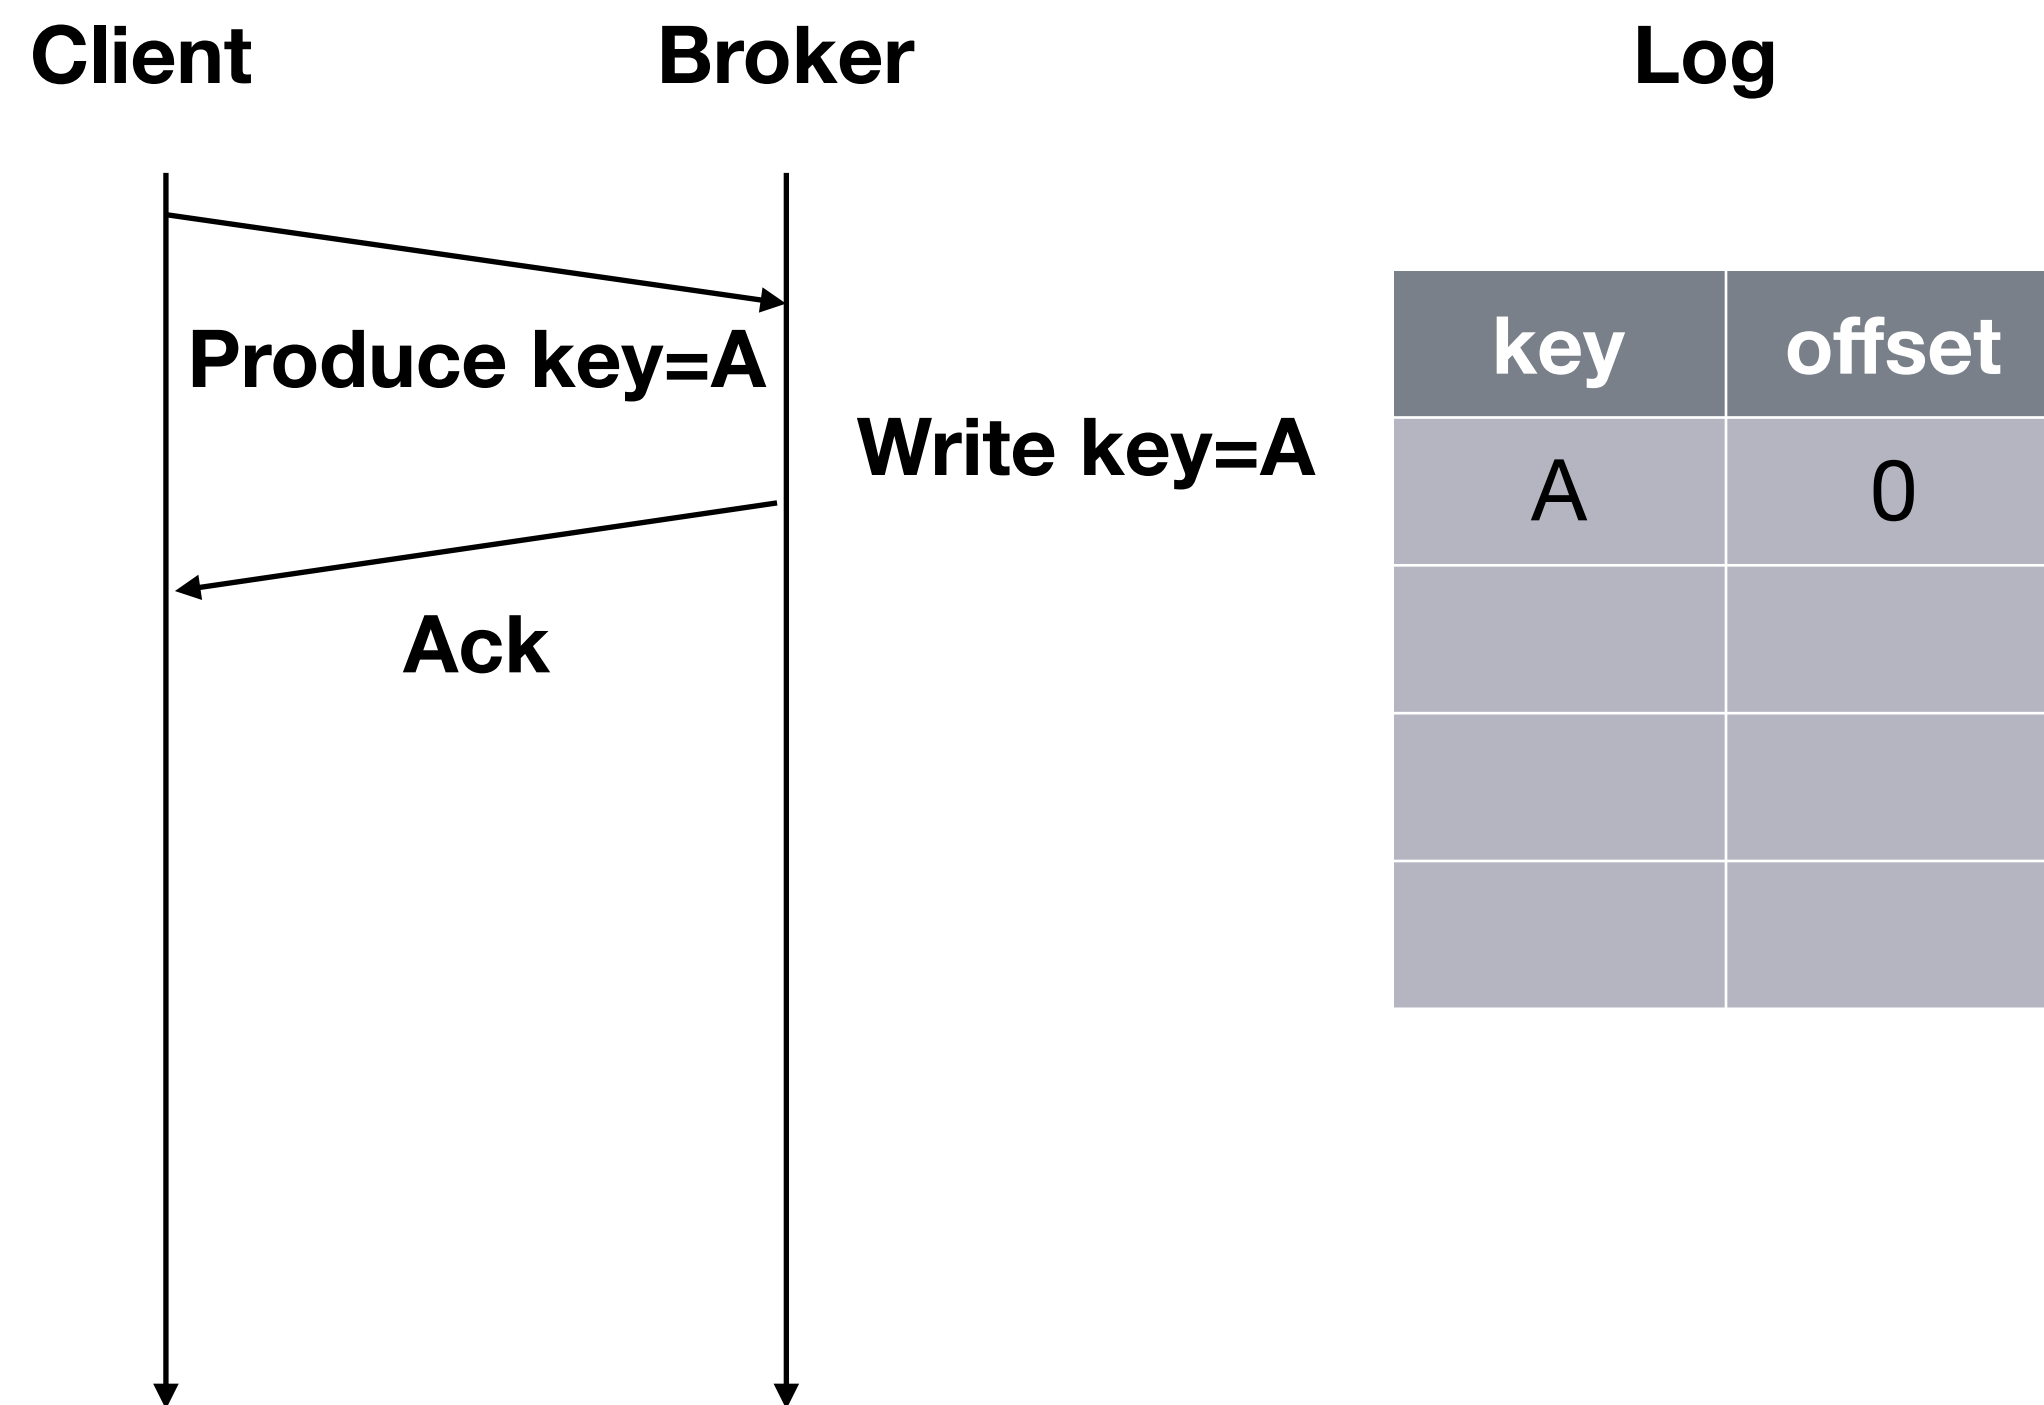 Client
Broker
Log
Produce key=A
Write key=A
Ack
key offset
A 0